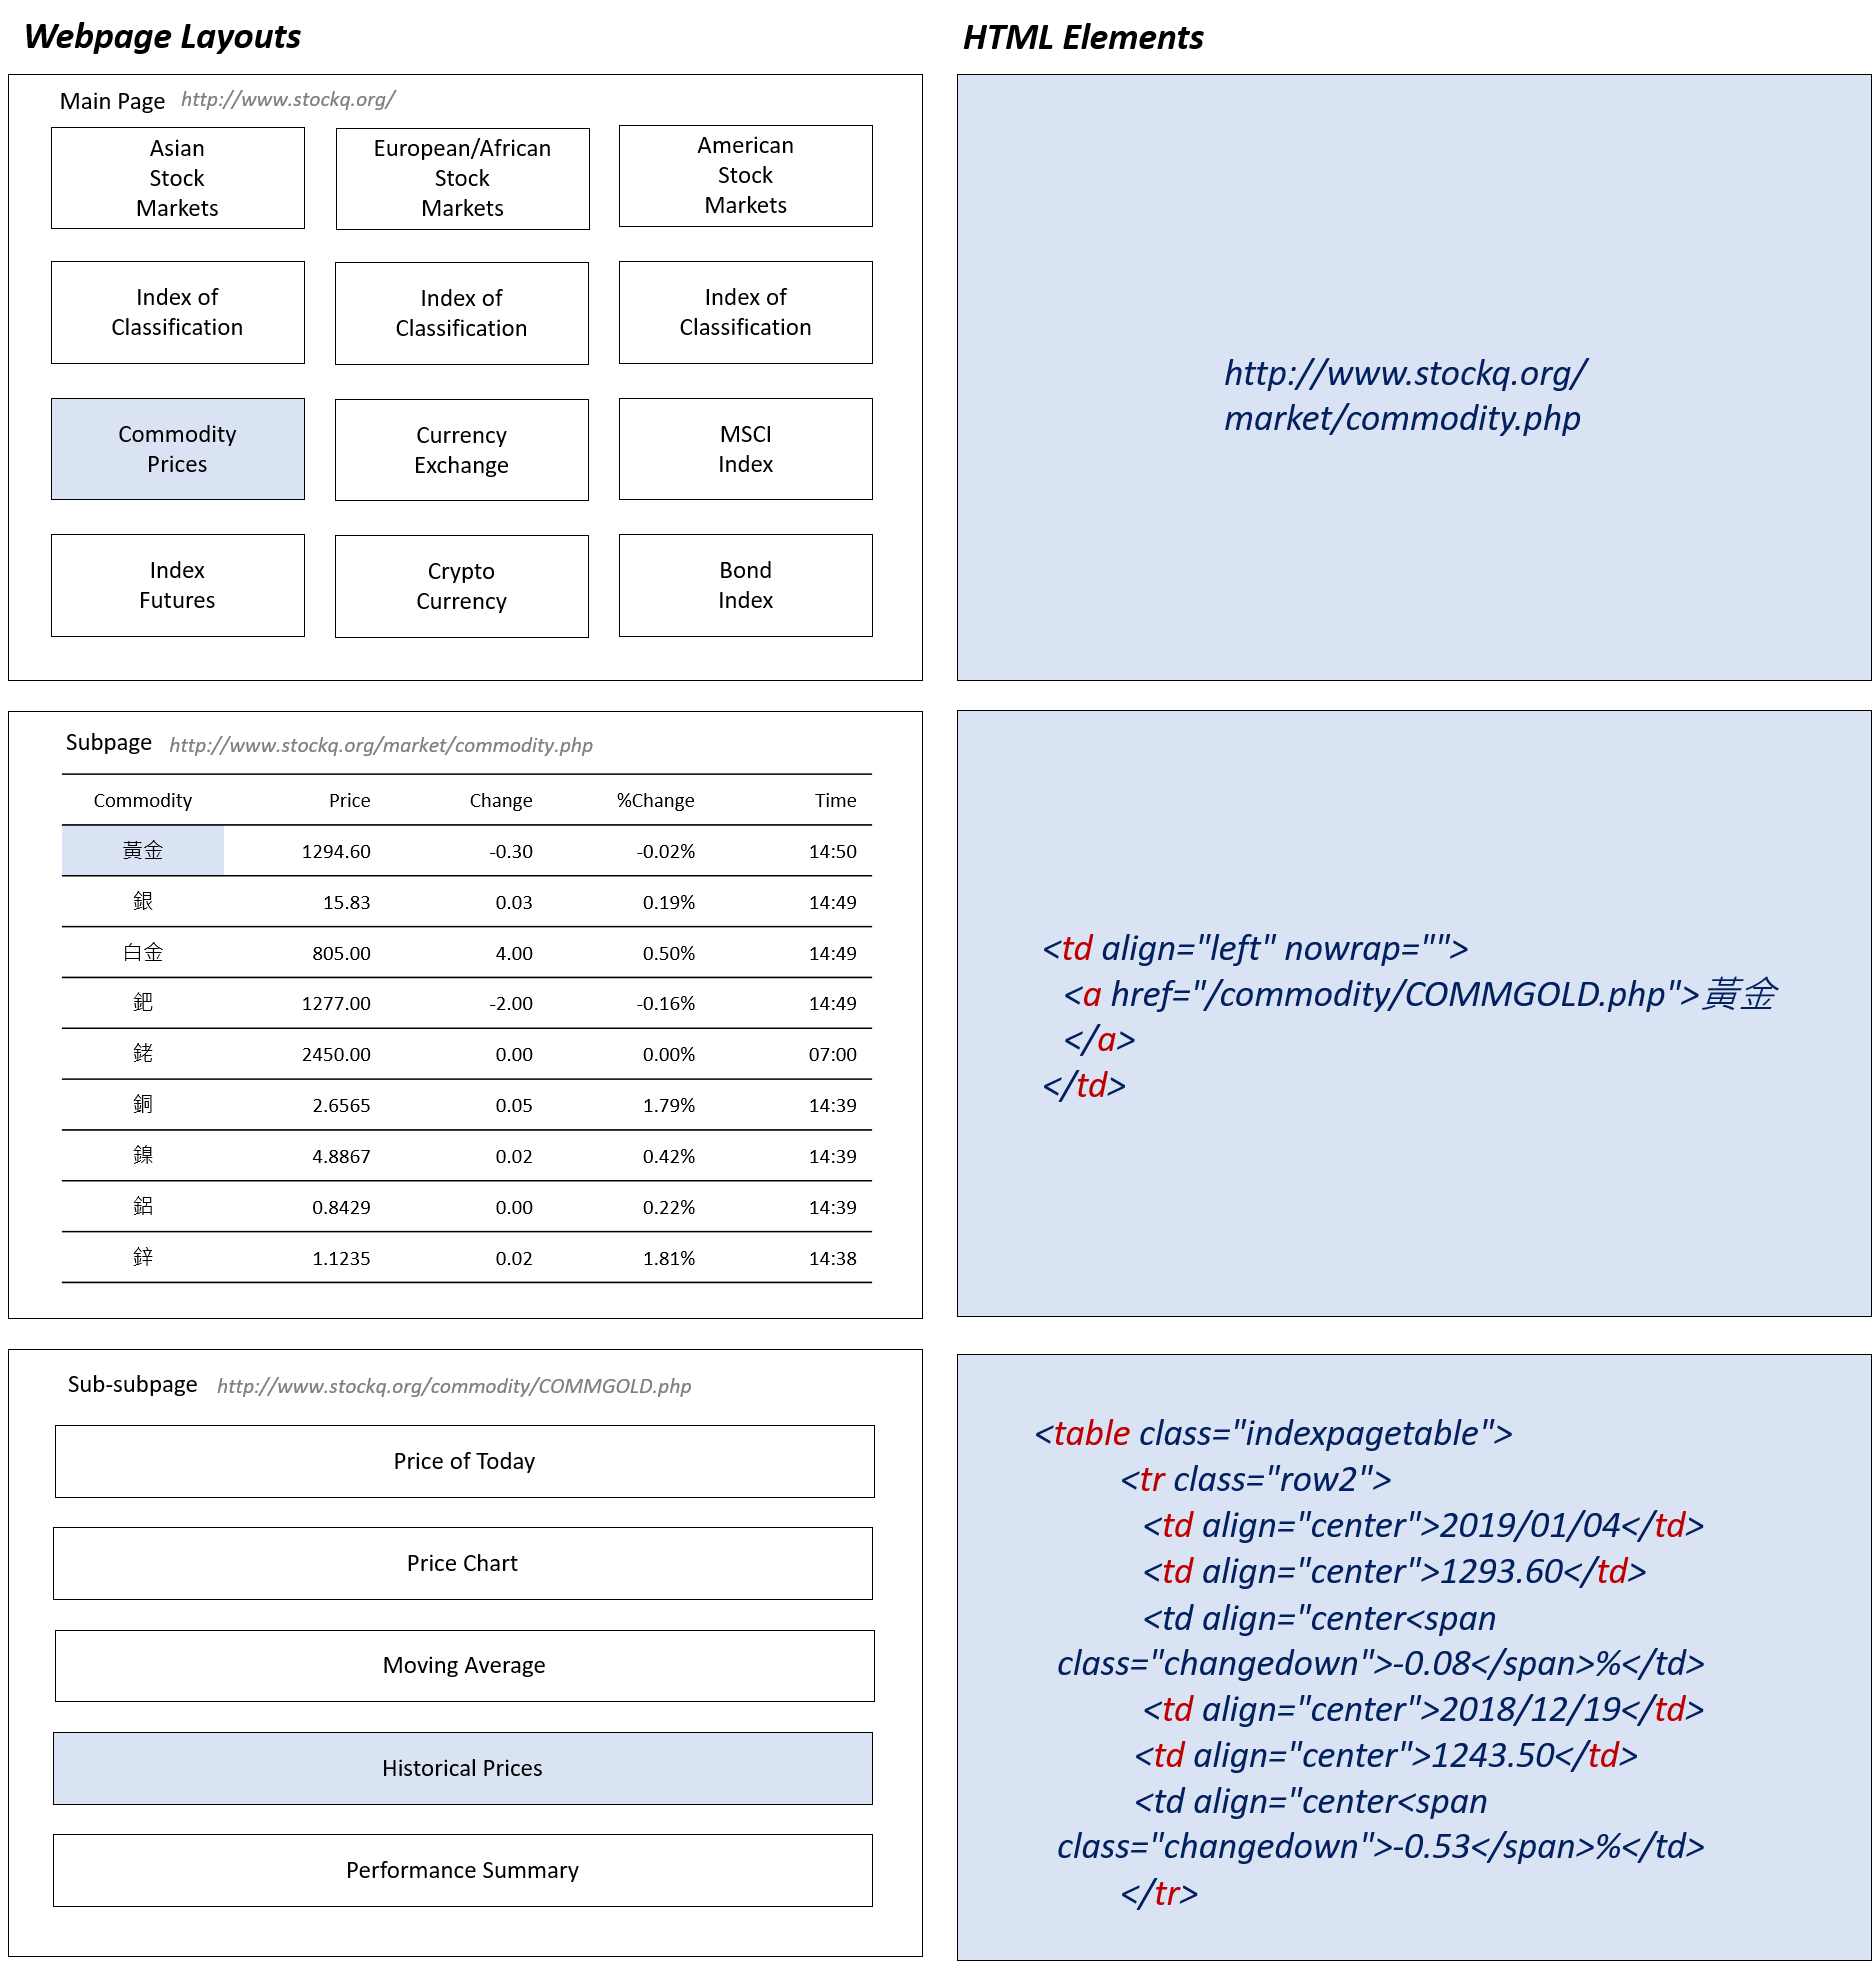 Webpage Layouts
HTML Elements
Main Page http://www.stockq.org/
Asian
Stock
Markets
European/African
Stock
Markets
American
Stock
Markets
Index of
Classification
Index of
Classification
Index of
Classification
Commodity
Prices
Currency
Exchange
MSCI
Index
Index
Futures
Crypto
Currency
Bond
Index
http://www.stockq.org/
market/commodity.php
Subpage http://www.stockq.org/market/commodity.php
Commodity Price Change %Change Time
黃金 1294.60 -0.30 -0.02% 14:50
銀 15.83 0.03 0.19% 14:49
白金 805.00 4.00 0.50% 14:49
鈀 1277.00 -2.00 -0.16% 14:49
銠 2450.00 0.00 0.00% 07:00
銅 2.6565 0.05 1.79% 14:39
鎳 4.8867 0.02 0.42% 14:39
鋁 0.8429 0.00 0.22% 14:39
鋅 1.1235 0.02 1.81% 14:38
<td align="left" nowrap="">
<a href="/commodity/COMMGOLD.php">黃金
</a>
</td>
Sub-subpage http://www.stockq.org/commodity/COMMGOLD.php
Price of Today
Price Chart
Moving Average
Historical Prices
Performance Summary
<table class="indexpagetable">
<tr class="row2">
<td align="center">2019/01/04</td>
<td align="center">1293.60</td>
<td align="center<span
class="changedown">-0.08</span>%</td>
<td align="center">2018/12/19</td>
<td align="center">1243.50</td>
<td align="center<span
class="changedown">-0.53</span>%</td>
</tr>